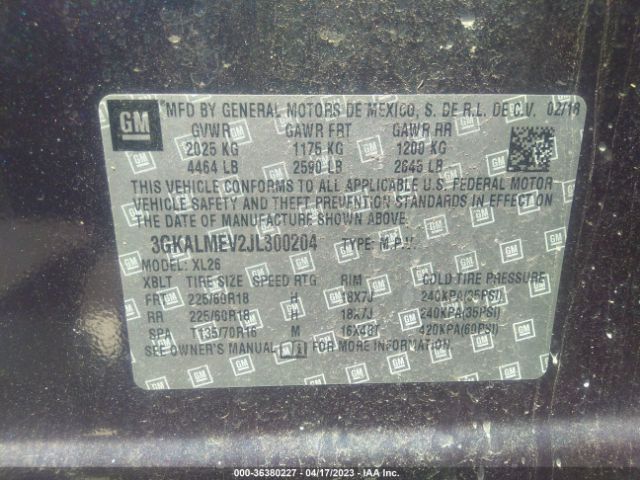 GM
MFD BY GENERAL MOTORS DE MEXICO, S. DE R.L. DE C.V. 02/18
GVWR GAWR FRT GAWR RR
2025 KG 1175 KG 1200 KG
4464 LB 2590 LB 2646 LB
THIS VEHICLE CONFORMS TO ALL APPLICABLE U.S. FEDERAL MOTOR
VEHICLE SAFETY AND THEFT PREVENTION STANDARDS IN EFFECT ON
THE DATE OF MANUFACTURE SHOWN ABOVE.
3GKALMEV2JL300204 TYPE: M.P.V.
MODEL: XL26
XBLT TIRE SIZE SPEED RTG RIM COLD TIRE PRESSURE
FRT 225/60R18 H 18X7J 240KPA(35PSI)
RR 225/60R18 H 18X7J 240KPA(35PSI)
SPA T135/70R16 M 16X4BT 420KPA(60PSI)
SEE OWNER'S MANUAL FOR MORE INFORMATION
000-36380227 - 04/17/2023 - IAA Inc.